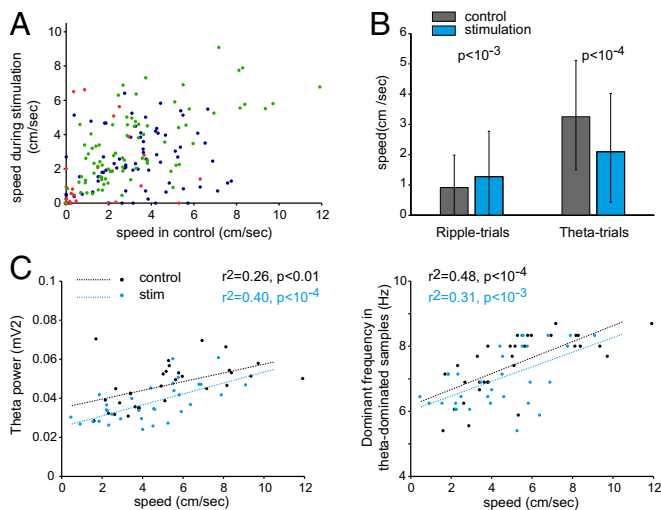 A
speed during stimulation
(cm/sec)
10
8
6
4
2
0
0 2 4 6 8 10 12
speed in control (cm/sec)
B
control
stimulation
p<10-3 p<10-4
speed(cm /sec)
6
5
4
3
2
1
0
Ripple-trials Theta-trials
C
control
stim
r2=0.26, p<0.01
r2=0.40, p<10-4
Theta power (mV2)
0.1
0.08
0.06
0.04
0.02
0
0 2 4 6 8 10 12
speed (cm/sec)
r2=0.48, p<10-4
r2=0.31, p<10-3
Dominant frequency in
theta-dominated samples (Hz)
10
8
6
4
0 2 4 6 8 10 12
speed (cm/sec)